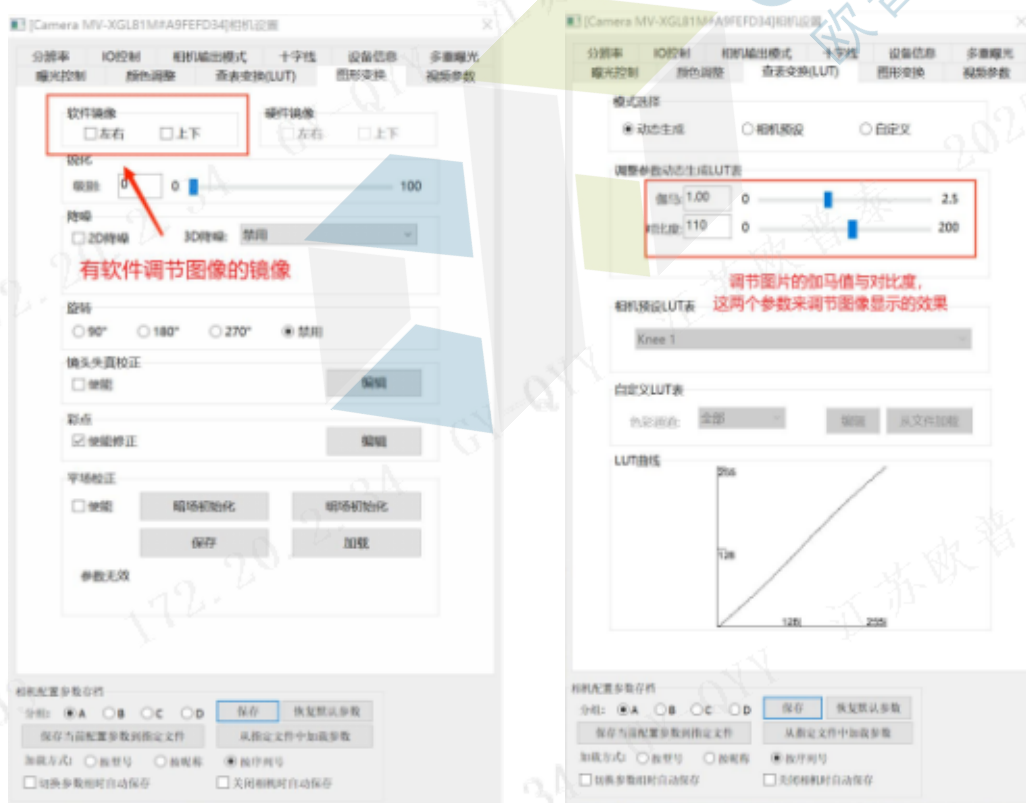 [Camera MV-XGL81M#A9FEFD34]相机设置
分辨率 IO控制 相机输出模式 十字线 设备信息 多重曝光
曝光控制 颜色调整 查表变换(LUT) 图形变换 视频参数
软件镜像
左右 上下
硬件镜像
左右 上下
锐化
强度: 0 0 100
降噪
2D降噪 3D降噪: 禁用
有软件调节图像的镜像
旋转
90° 180° 270° 禁用
镜头失真校正
使能 编辑
彩点
使能修正 编辑
平场校正
使能 暗场初始化 明场初始化
保存 加载
参数无效
相机配置参数存档
分组: A B C D 保存 恢复默认参数
保存当前配置参数到指定文件 从指定文件中加载参数
加载方式: 按型号 按昵称 按序列号
切换参数组时自动保存 关闭相机时自动保存
[Camera MV-XGL81M#A9FEFD34]相机设置
分辨率 IO控制 相机输出模式 十字线 设备信息 多重曝光
曝光控制 颜色调整 查表变换(LUT) 图形变换 视频参数
模式选择
动态生成 相机预设 自定义
调整参数动态生成LUT表
伽马: 1.00 0 2.5
对比度: 110 0 200
调节图片的伽马值与对比度,
这两个参数来调节图像显示的效果
相机预设LUT表
Knee 1
自定义LUT表
色彩通道: 全部 编辑 从文件加载
LUT曲线
255
128
128 255
相机配置参数存档
分组: A B C D 保存 恢复默认参数
保存当前配置参数到指定文件 从指定文件中加载参数
加载方式: 按型号 按昵称 按序列号
切换参数组时自动保存 关闭相机时自动保存
172.20.2.34 GY-QYY
江苏欧普泰